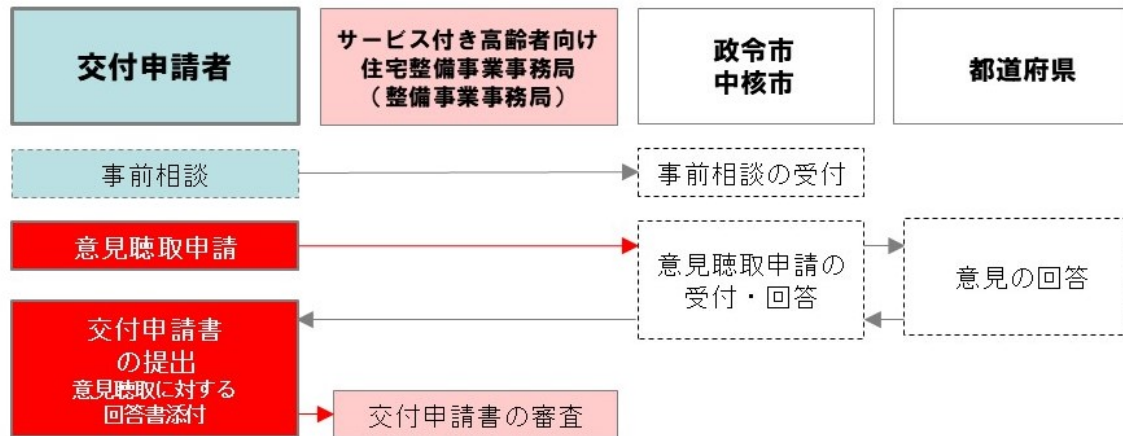 交付申請者
サービス付き高齢者向け
住宅整備事業事務局
（整備事業事務局）
政令市
中核市
都道府県
事前相談
事前相談の受付
意見聴取申請
意見聴取申請の
受付・回答
意見の回答
交付申請書
の提出
意見聴取に対する
回答書添付
交付申請書の審査